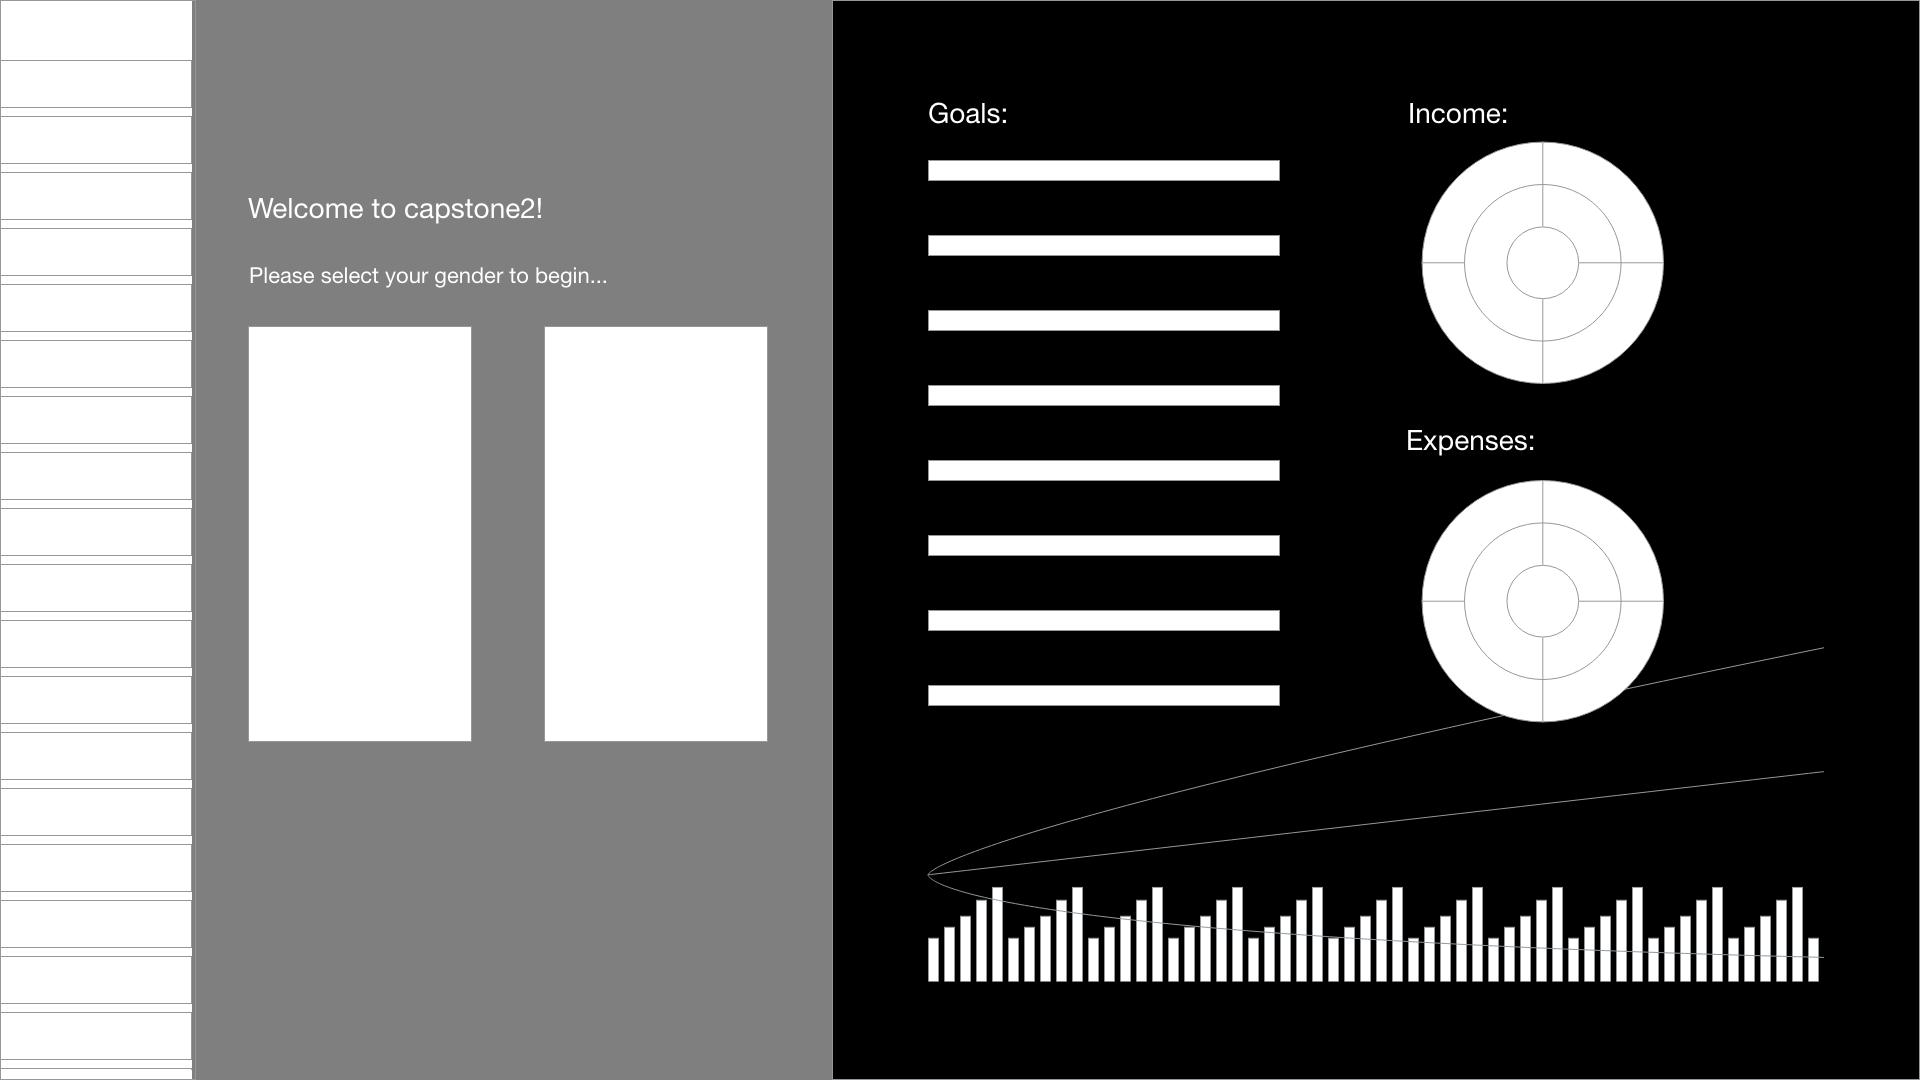 Welcome to capstone2!
Please select your gender to begin...
Goals:
Income:
Expenses: